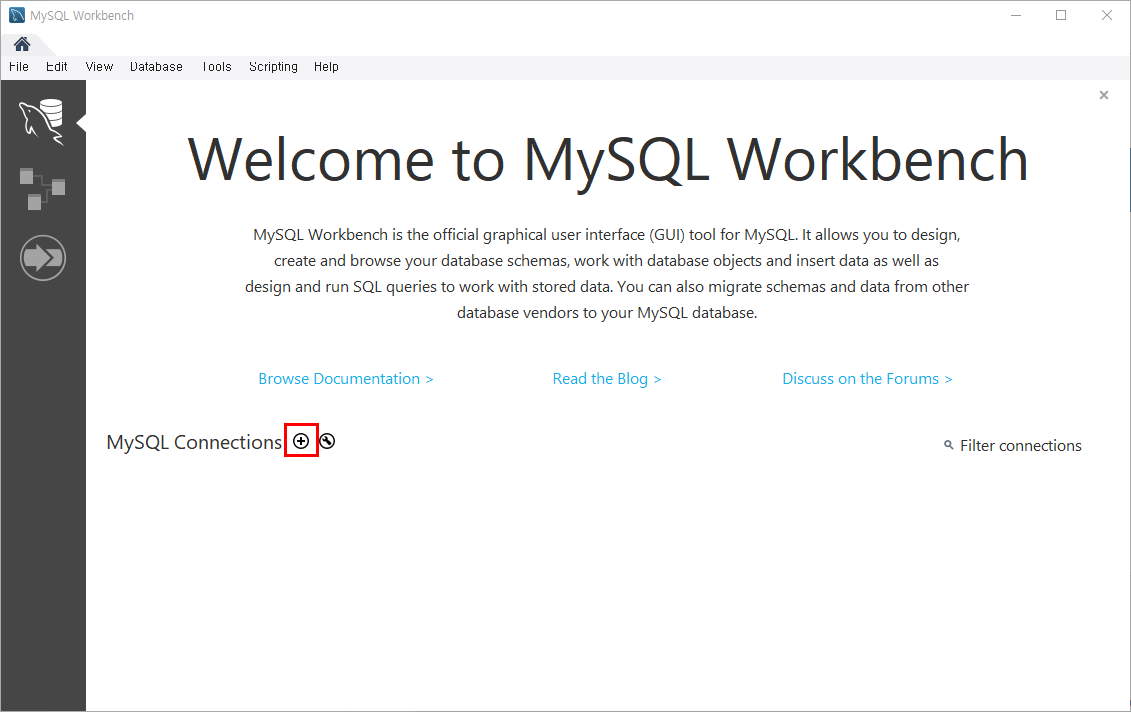 MySQL Workbench
File Edit View Database Tools Scripting Help
Welcome to MySQL Workbench
MySQL Workbench is the official graphical user interface (GUI) tool for MySQL. It allows you to design,
create and browse your database schemas, work with database objects and insert data as well as
design and run SQL queries to work with stored data. You can also migrate schemas and data from other
database vendors to your MySQL database.
Browse Documentation > Read the Blog > Discuss on the Forums >
MySQL Connections Filter connections